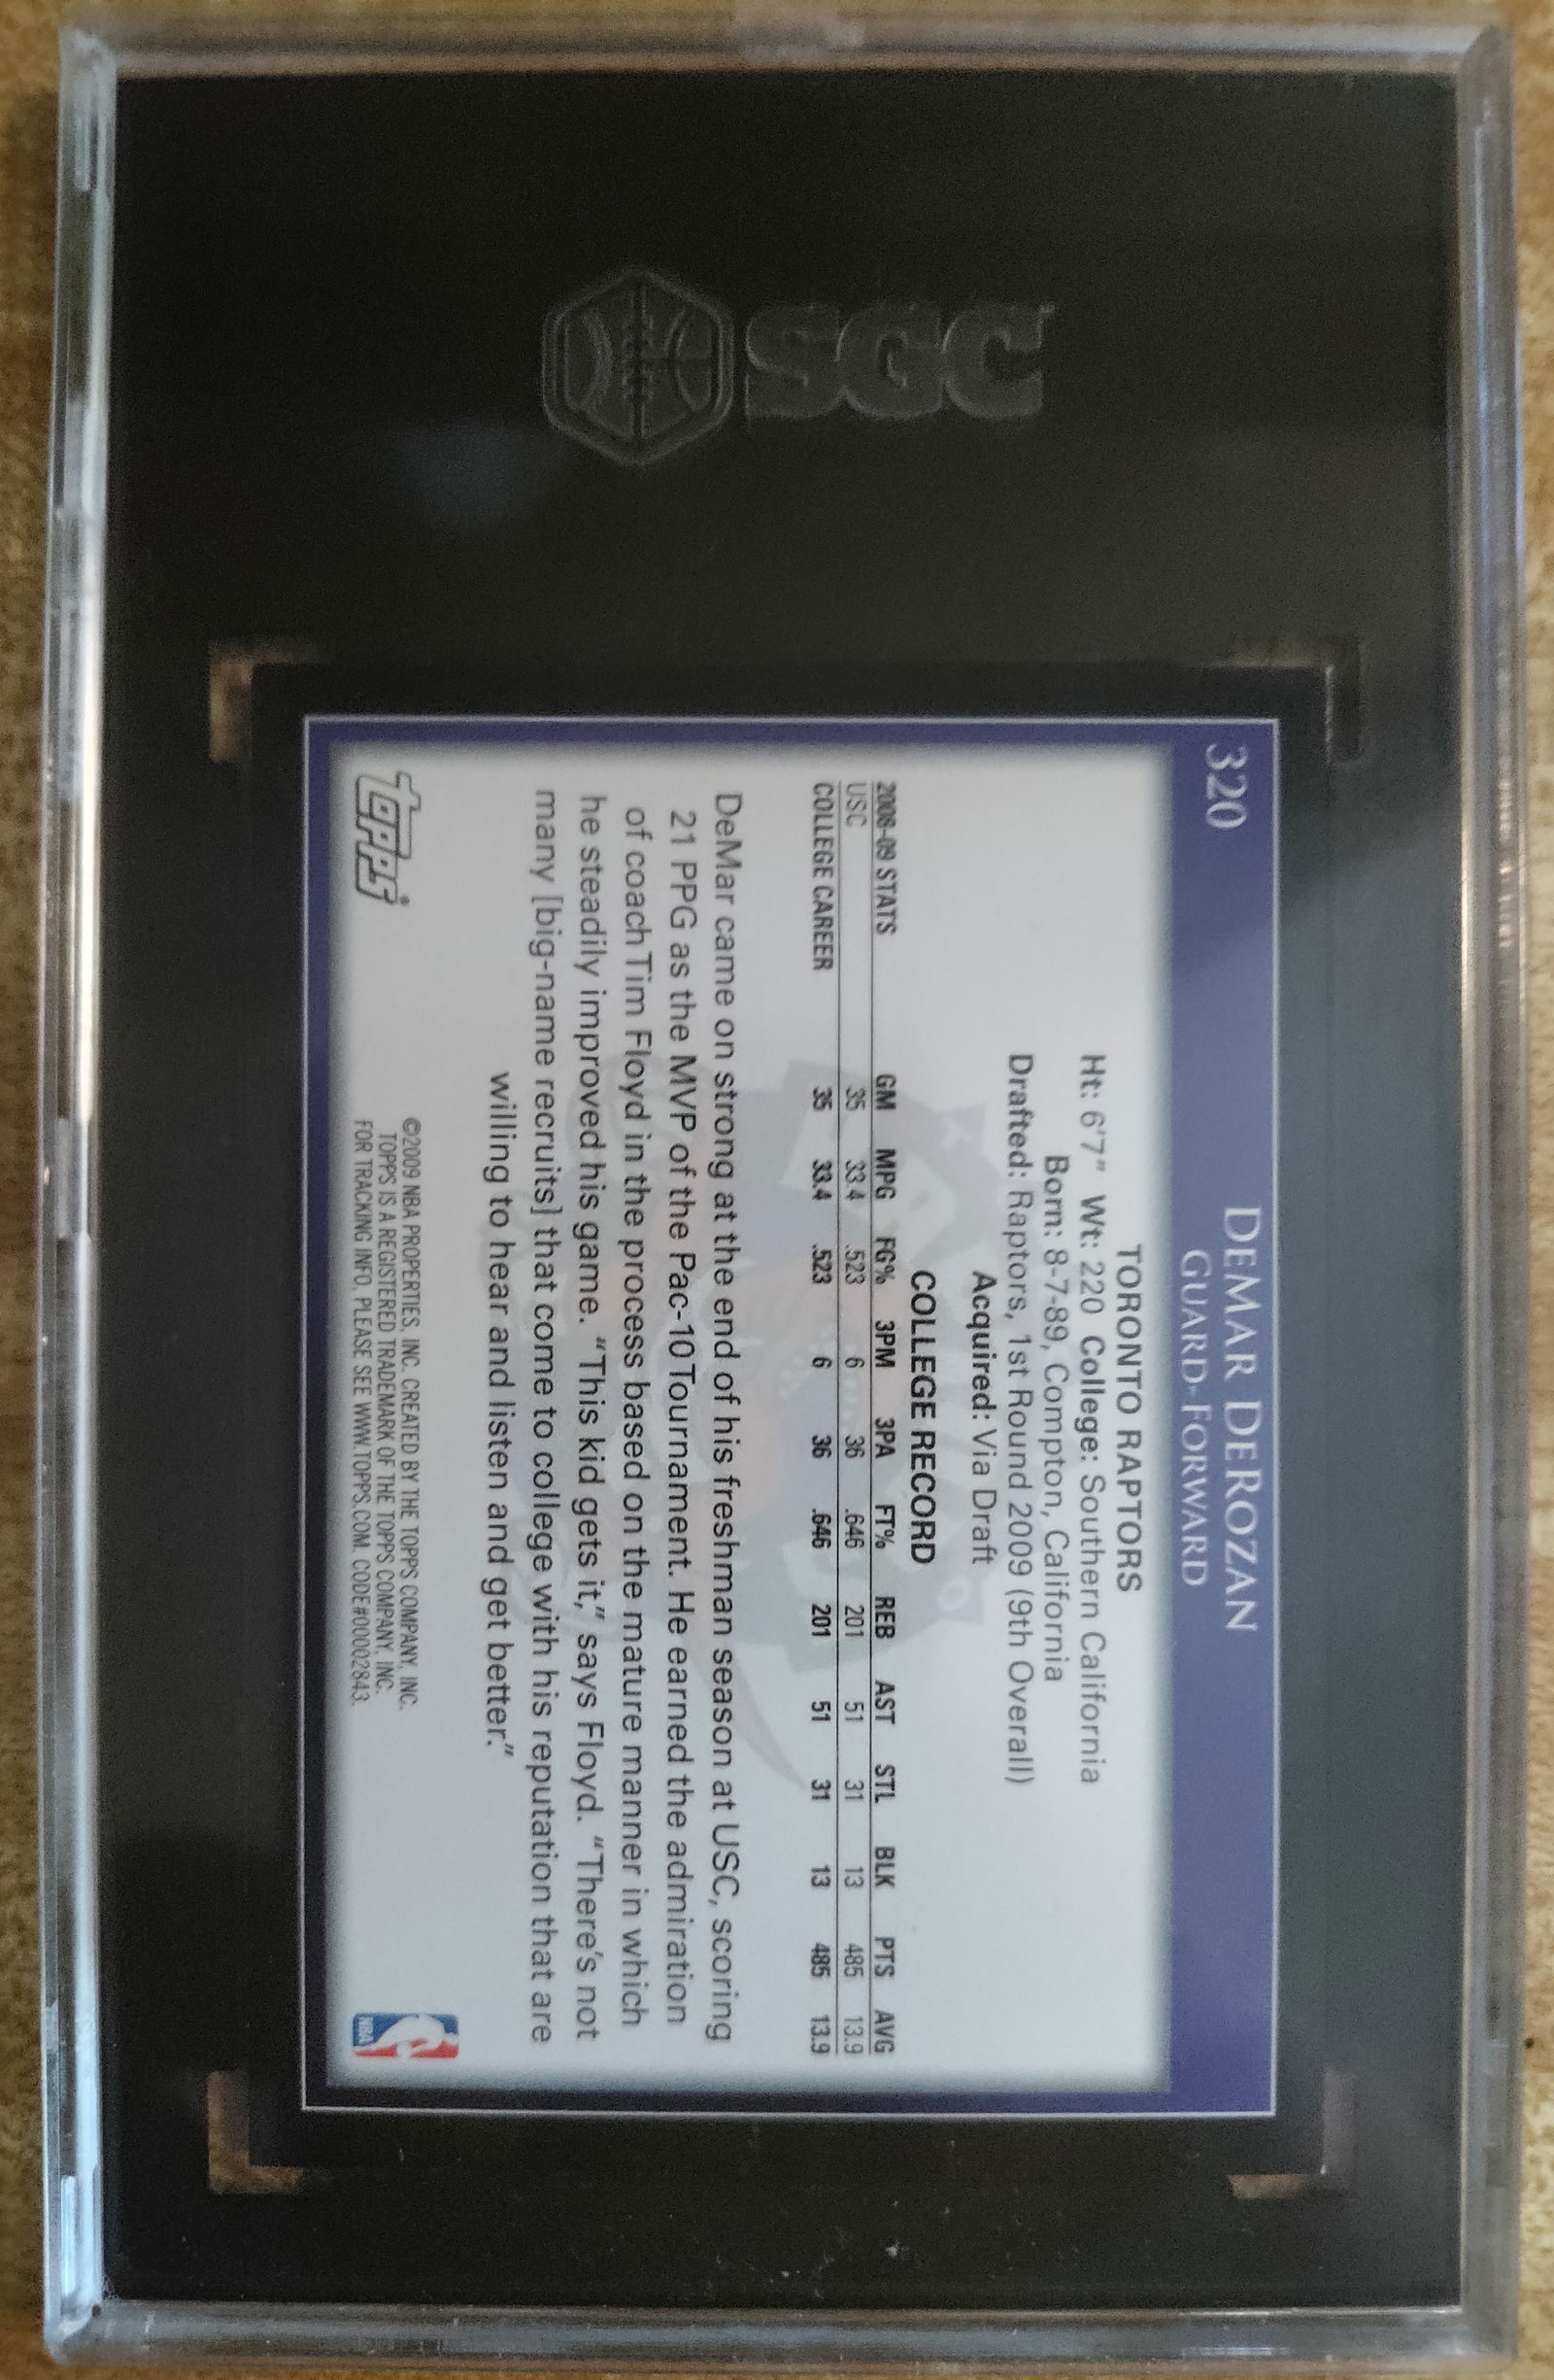 SGC
320
DEMAR DEROZAN
GUARD-FORWARD
TORONTO RAPTORS
Ht: 6'7" Wt: 220 College: Southern California
Born: 8-7-89, Compton, California
Drafted: Raptors, 1st Round 2009 (9th Overall)
Acquired: Via Draft
COLLEGE RECORD
2008-09 STATS GM MPG FG% 3PM 3PA FT% REB AST STL BLK PTS AVG
USC 35 33.4 .523 6 36 .646 201 51 31 13 485 13.9
COLLEGE CAREER 35 33.4 .523 6 36 .646 201 51 31 13 485 13.9
DeMar came on strong at the end of his freshman season at USC, scoring
21 PPG as the MVP of the Pac-10 Tournament. He earned the admiration
of coach Tim Floyd in the process based on the mature manner in which
he steadily improved his game. "This kid gets it," says Floyd. "There's not
many [big-name recruits] that come to college with his reputation that are
willing to hear and listen and get better."
topps
©2009 NBA PROPERTIES, INC. CREATED BY THE TOPPS COMPANY, INC.
TOPPS IS A REGISTERED TRADEMARK OF THE TOPPS COMPANY, INC.
FOR TRACKING INFO, PLEASE SEE WWW.TOPPS.COM. CODE#00002843.
NBA